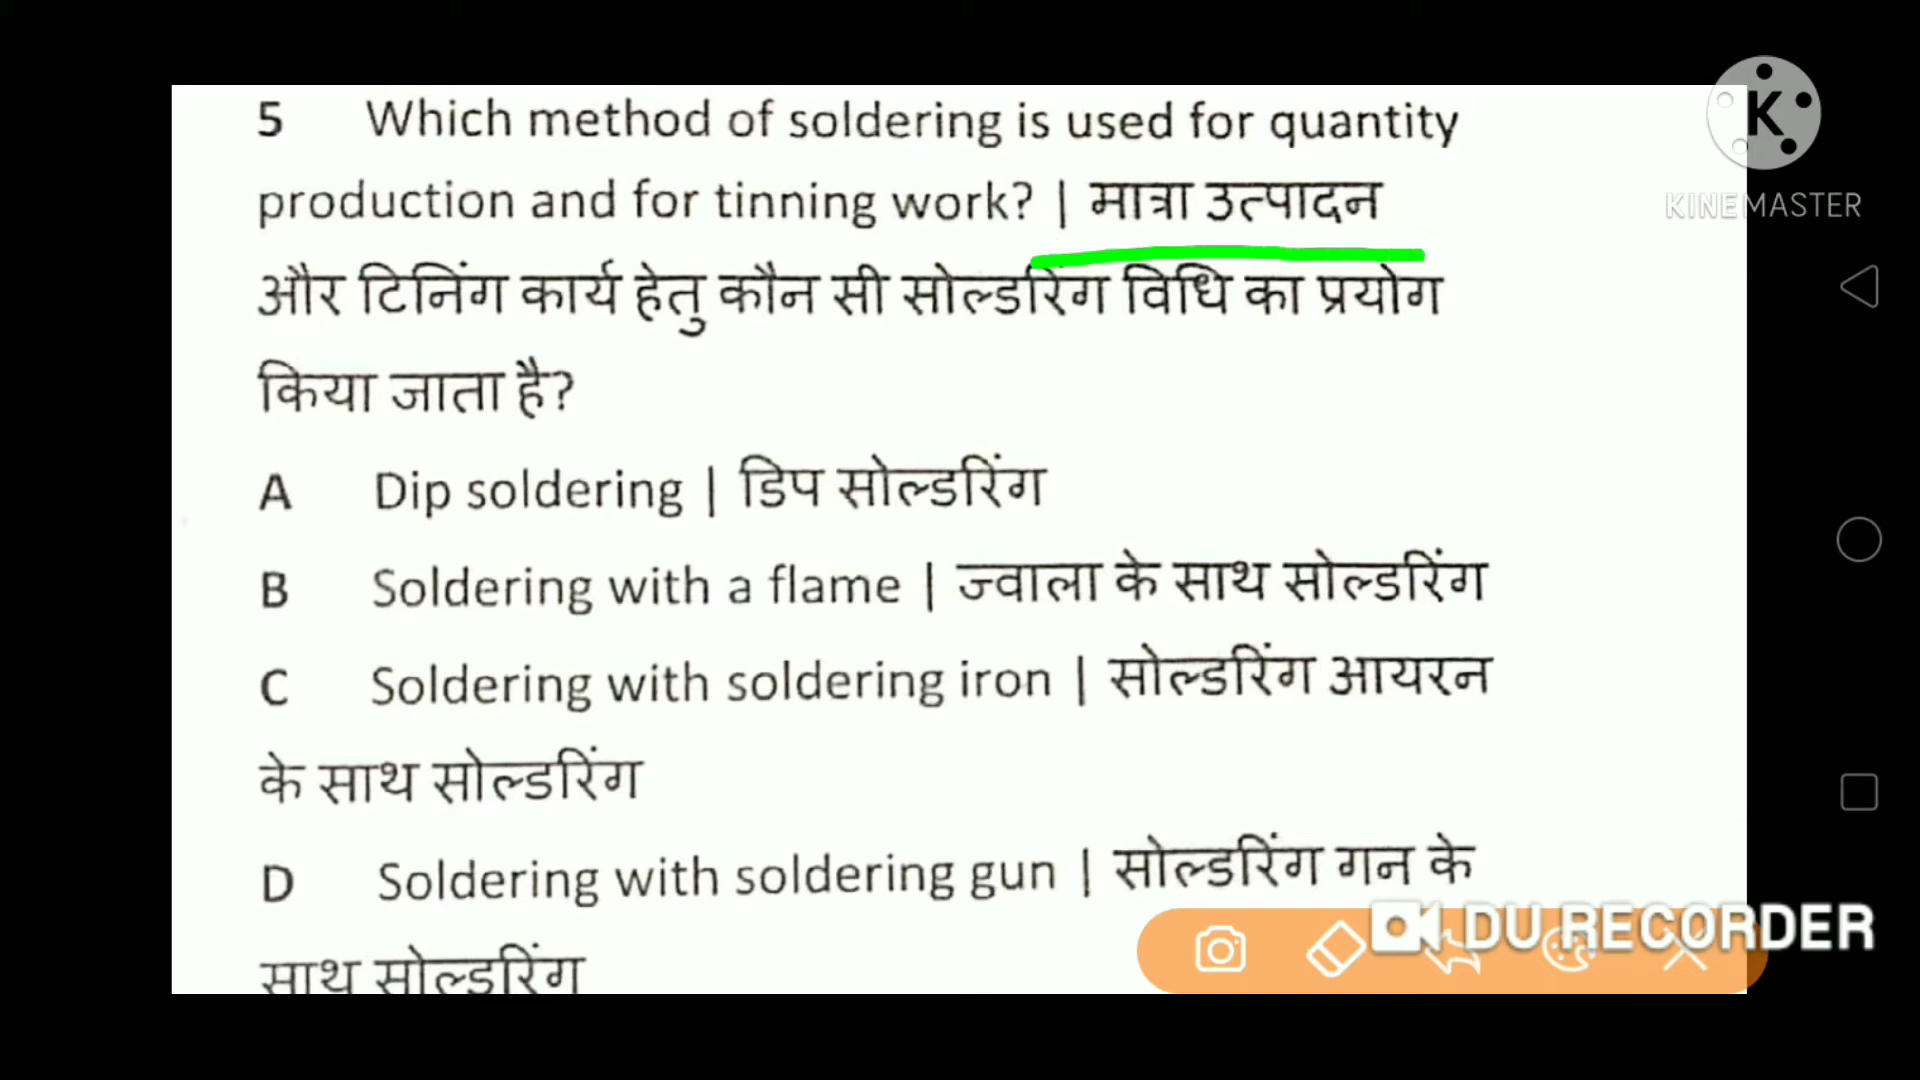 5 Which method of soldering is used for quantity
production and for tinning work? | मात्रा उत्पादन
और टिनिंग कार्य हेतु कौन सी सोल्डरिंग विधि का प्रयोग
किया जाता है?
A Dip soldering | डिप सोल्डरिंग
B Soldering with a flame | ज्वाला के साथ सोल्डरिंग
C Soldering with soldering iron | सोल्डरिंग आयरन
के साथ सोल्डरिंग
D Soldering with soldering gun | सोल्डरिंग गन के
साथ सोल्डरिंग
K
KINEMASTER
DU RECORDER